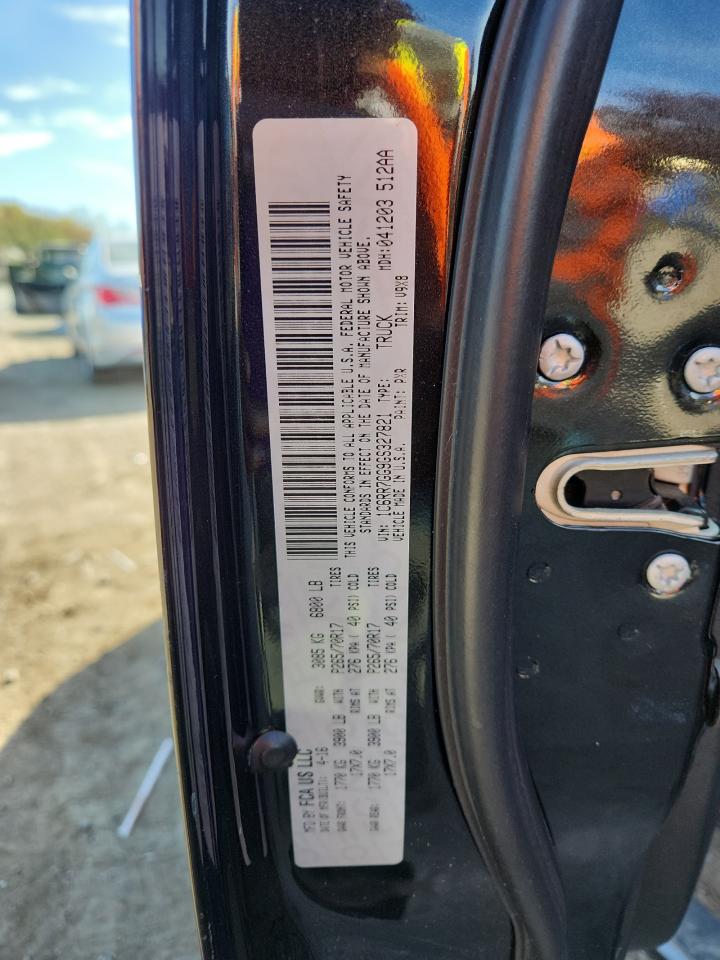 MFD BY FCA US LLC
DATE OF MFR(BUILT): 4-16 GVWR: 3085 KG 6800 LB
GAWR FRONT: 1770 KG 3900 LB WITH P265/70R17 TIRES
17X7.0 RIMS AT 276 KPA ( 40 PSI) COLD
GAWR REAR: 1770 KG 3900 LB WITH P265/70R17 TIRES
17X7.0 RIMS AT 276 KPA ( 40 PSI) COLD
THIS VEHICLE CONFORMS TO ALL APPLICABLE U.S.A. FEDERAL MOTOR VEHICLE SAFETY
STANDARDS IN EFFECT ON THE DATE OF MANUFACTURE SHOWN ABOVE.
VIN: 1C6RR7GG9GS327821 TYPE: TRUCK MDH:041203 512AA
VEHICLE MADE IN U.S.A. PAINT: PXR TRIM: V9X8